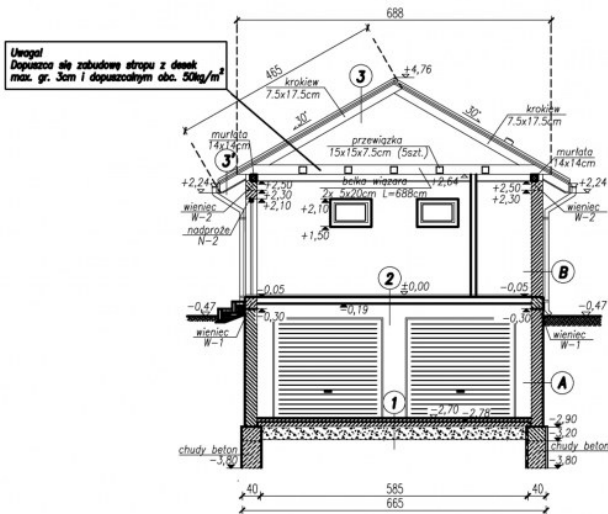 688
Uwaga!
Dopuszca się zabudowę stropu z desek
max. gr. 3cm i dopuszczalnym obc. 50kg/m²
465
+4,76
krokiew
7.5x17.5cm
3
30°
30°
krokiew
7.5x17.5cm
murłata
14x14cm
przewiązka
15x15x7.5cm (5szt.)
murłata
14x14cm
3'
+2,24
+2,50
+2,30
+2,10
belka wiązara
2x 5x20cm L=688cm
+2,64
+2,50
+2,30
+2,24
wieniec
W-2
nadproże
N-2
+2,10
+1,50
wieniec
W-2
B
-0,05
2
±0,00
-0,05
-0,47
-0,30
-0,19
-0,30
-0,47
wieniec
W-1
wieniec
W-1
A
1
-2,70
-2,78
-2,90
-3,20
chudy beton
-3,80
chudy beton
-3,80
40
585
40
665